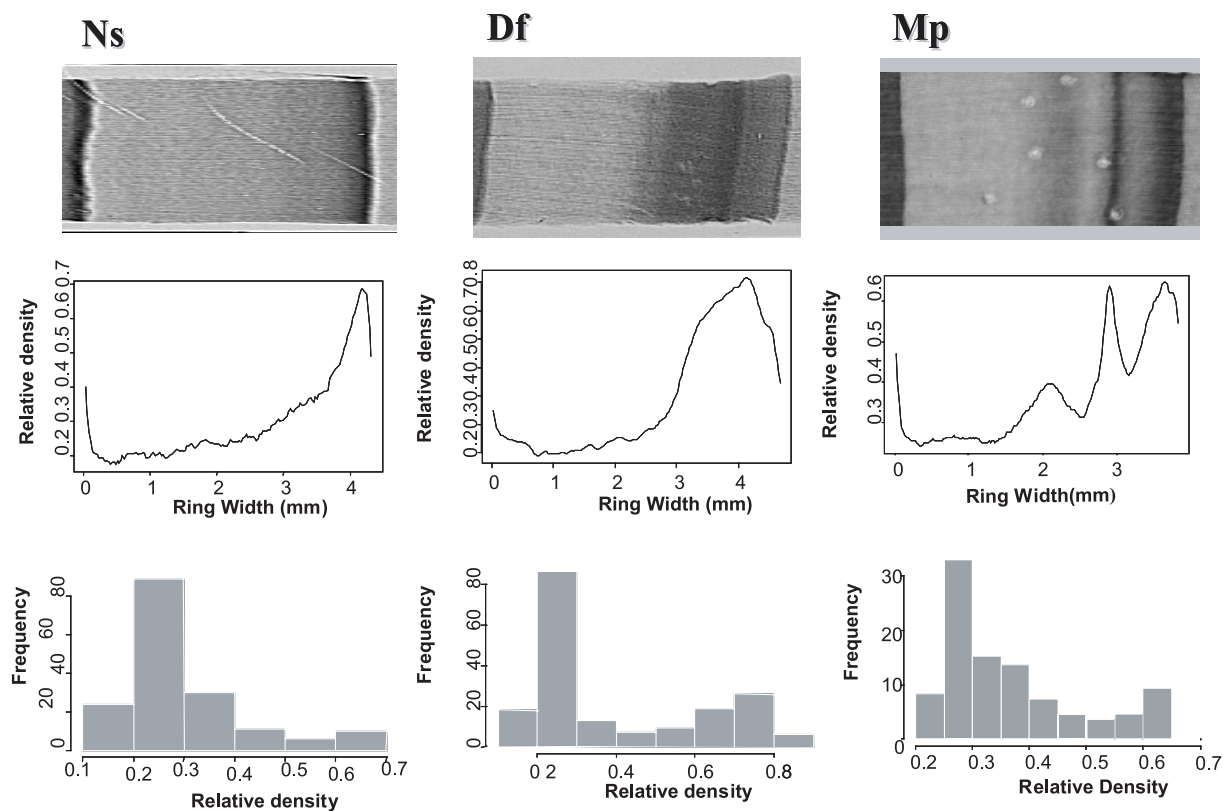 Ns
Df
Mp
Relative density
0.2 0.3 0.4 0.5 0.6 0.7
0 1 2 3 4
Ring Width (mm)
Relative density
0.20.30.40.50.60.70.8
0 1 2 3 4
Ring Width (mm)
Relative density
0.3 0.4 0.5 0.6
0 1 2 3
Ring Width(mm)
Frequency
0 20 40 60 80
0.1 0.2 0.3 0.4 0.5 0.6 0.7
Relative density
Frequency
0 20 40 60 80
0 2 0.4 0.6 0.8
Relative density
Frequency
0 10 20 30
0.2 0.3 0.4 0.5 0.6 0.7
Relative Density